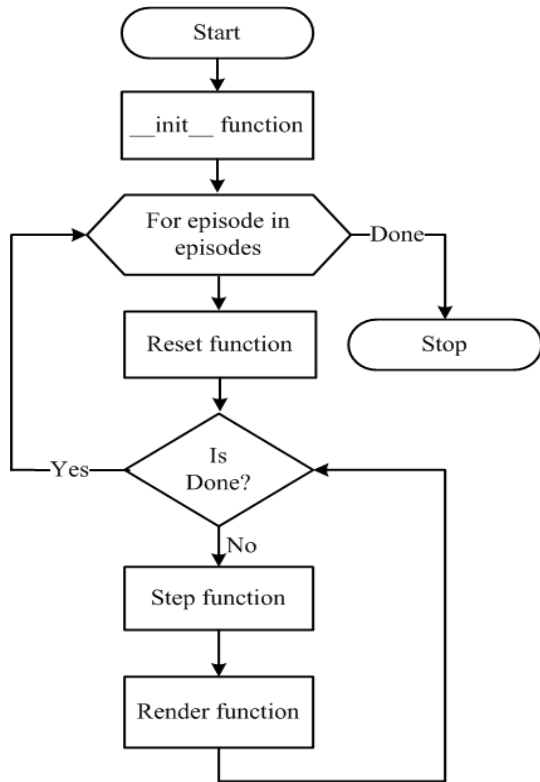 Start
__init__ function
For episode in
episodes
Done
Reset function
Stop
Is
Done?
Yes
No
Step function
Render function